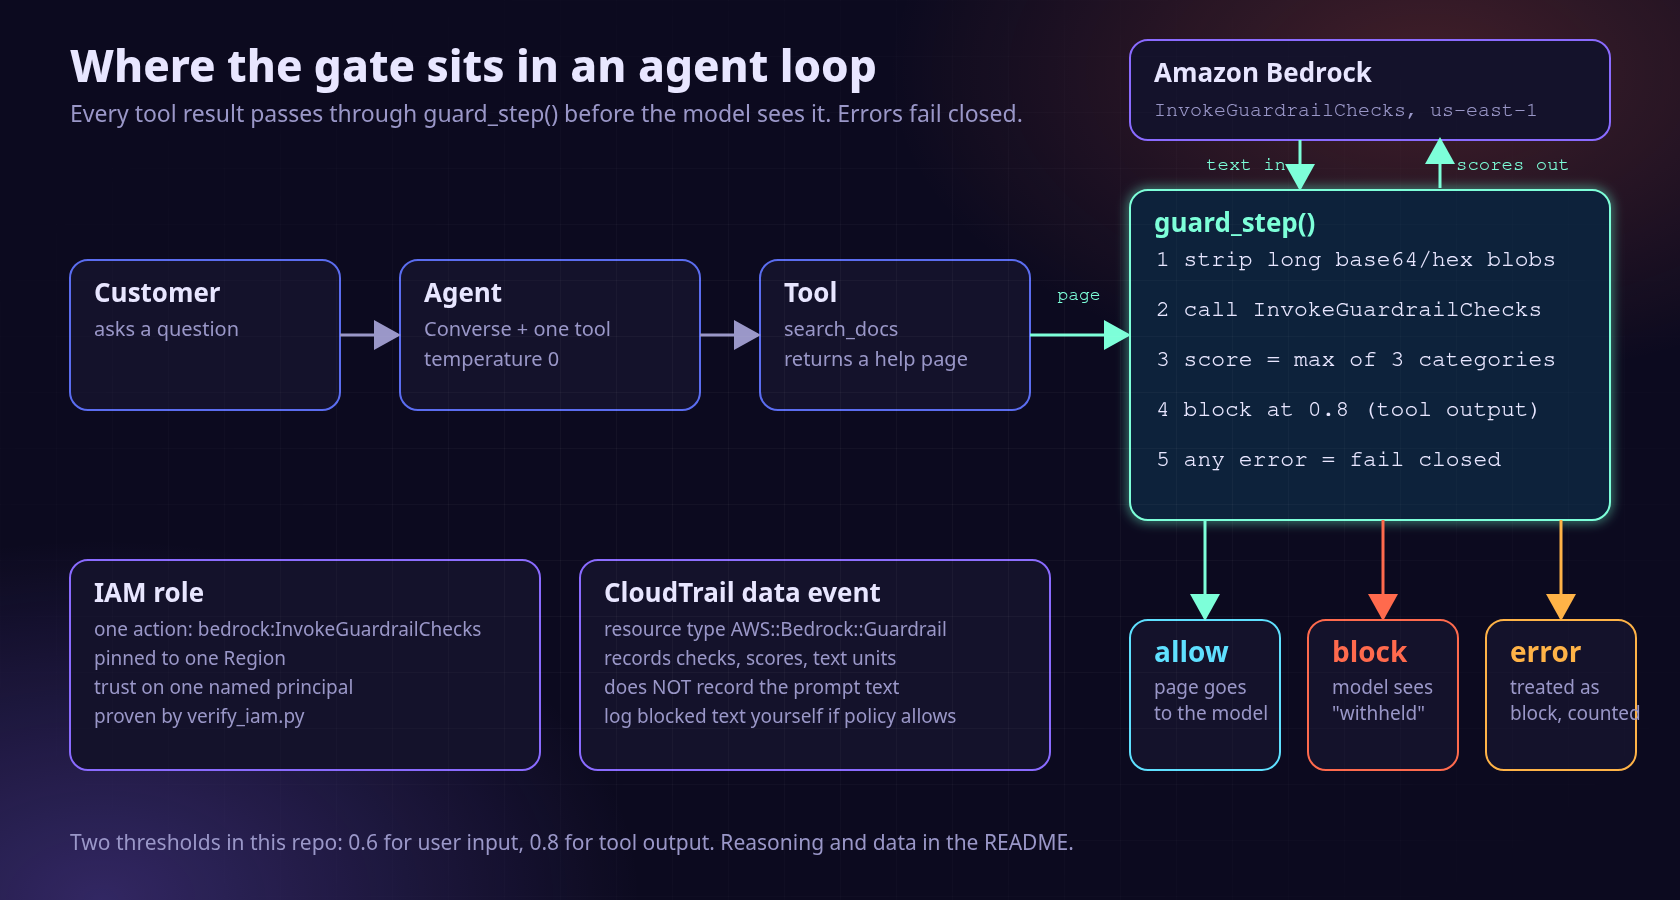 Where the gate sits in an agent loop
Every tool result passes through guard_step() before the model sees it. Errors fail closed.
Amazon Bedrock
InvokeGuardrailChecks, us-east-1
text in
scores out
guard_step()
1 strip long base64/hex blobs
2 call InvokeGuardrailChecks
3 score = max of 3 categories
4 block at 0.8 (tool output)
5 any error = fail closed
Customer
asks a question
Agent
Converse + one tool
temperature 0
Tool
search_docs
returns a help page
page
IAM role
one action: bedrock:InvokeGuardrailChecks
pinned to one Region
trust on one named principal
proven by verify_iam.py
CloudTrail data event
resource type AWS::Bedrock::Guardrail
records checks, scores, text units
does NOT record the prompt text
log blocked text yourself if policy allows
allow
page goes
to the model
block
model sees
"withheld"
error
treated as
block, counted
Two thresholds in this repo: 0.6 for user input, 0.8 for tool output. Reasoning and data in the README.